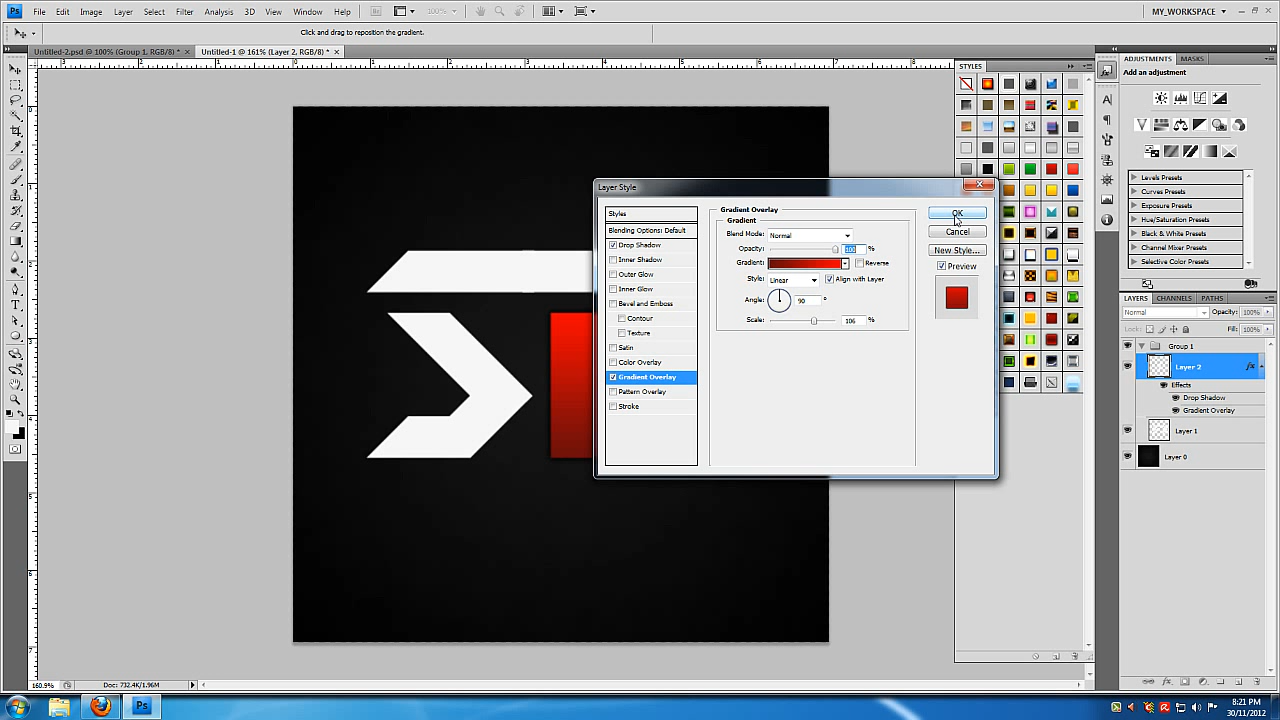 Ps File Edit Image Layer Select Filter Analysis 3D View Window Help Br 100% MY_WORKSPACE
Click and drag to reposition the gradient.
Untitled-2.psd @ 100% (Group 1, RGB/8) * × Untitled-1 @ 161% (Layer 2, RGB/8) * ×
STYLES
ADJUSTMENTS MASKS
Add an adjustment
Levels Presets
Curves Presets
Exposure Presets
Hue/Saturation Presets
Black & White Presets
Channel Mixer Presets
Selective Color Presets
Layer Style
Styles
Blending Options: Default
Drop Shadow
Inner Shadow
Outer Glow
Inner Glow
Bevel and Emboss
Contour
Texture
Satin
Color Overlay
Gradient Overlay
Pattern Overlay
Stroke
Gradient Overlay
Gradient
Blend Mode: Normal
Opacity: 100 %
Gradient: Reverse
Style: Linear Align with Layer
Angle: 90 °
Scale: 106 %
OK
Cancel
New Style...
Preview
LAYERS CHANNELS PATHS
Normal Opacity: 100%
Lock: Fill: 100%
Group 1
Layer 2 fx
Effects
Drop Shadow
Gradient Overlay
Layer 1
Layer 0
160.9% Doc: 732.4K/1.96M
Ps
8:21 PM
30/11/2012